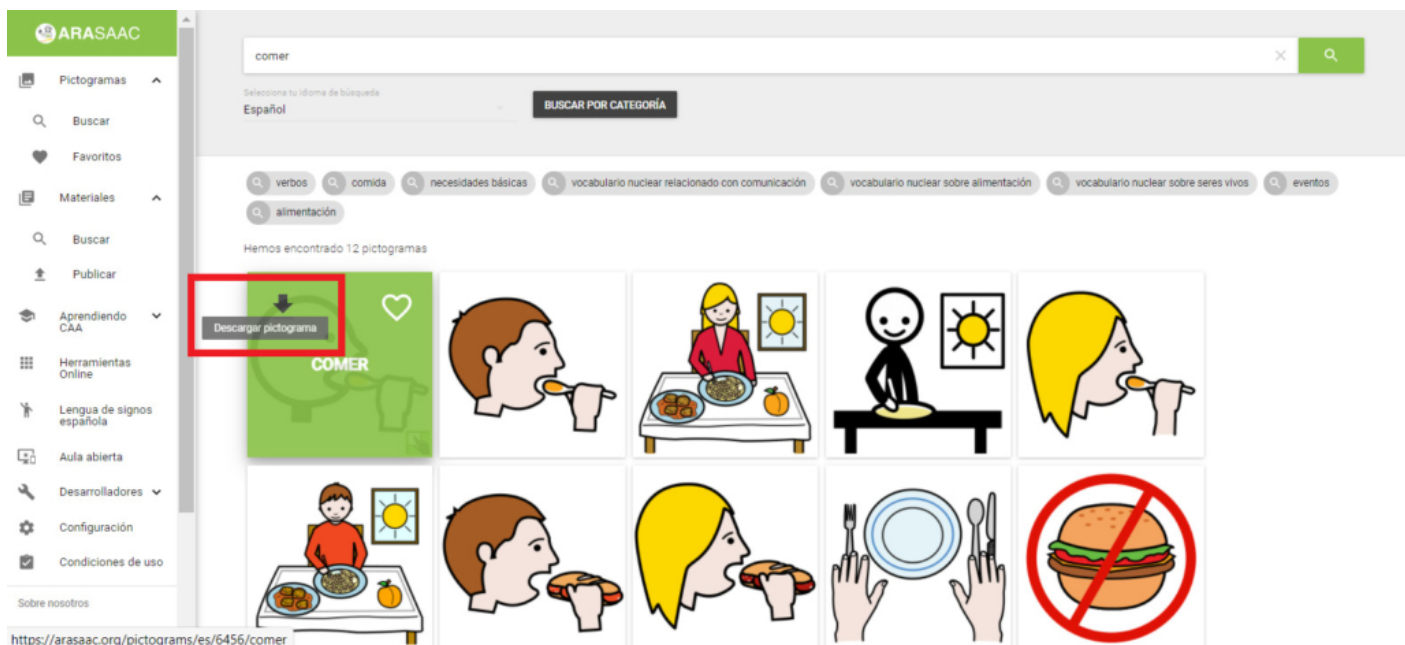 ARASAAC
Pictogramas
Buscar
Favoritos
Materiales
Buscar
Publicar
Aprendiendo
CAA
Herramientas
Online
Lengua de signos
española
Aula abierta
Desarrolladores
Configuración
Condiciones de uso
Sobre nosotros
https://arasaac.org/pictograms/es/6456/comer
comer
Selecciona tu idioma de búsqueda
Español
BUSCAR POR CATEGORÍA
verbos comida necesidades básicas vocabulario nuclear relacionado con comunicación vocabulario nuclear sobre alimentación vocabulario nuclear sobre seres vivos eventos
alimentación
Hemos encontrado 12 pictogramas
Descargar pictograma
COMER